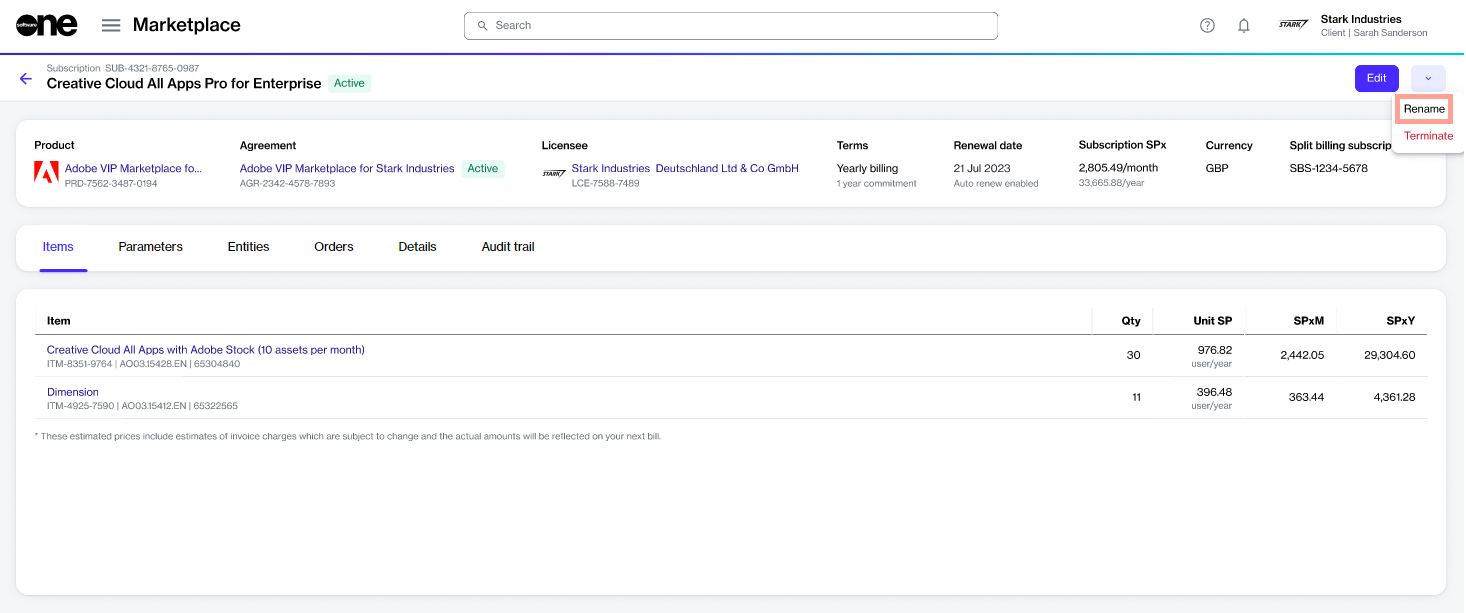 software one
Marketplace
Search
STARK
Stark Industries
Client | Sarah Sanderson
Subscription SUB-4321-8765-0987
Creative Cloud All Apps Pro for Enterprise Active
Edit
Rename
Terminate
Product Agreement Licensee Terms Renewal date Subscription SPx Currency Split billing subscrip
Adobe VIP Marketplace fo... Adobe VIP Marketplace for Stark Industries Active STARK Stark Industries Deutschland Ltd & Co GmbH Yearly billing 21 Jul 2023 2,805.49/month GBP SBS-1234-5678
PRD-7562-3487-0194 AGR-2342-4578-7893 LCE-7588-7489 1 year commitment Auto renew enabled 33,665.88/year
Items Parameters Entities Orders Details Audit trail
Item Qty Unit SP SPxM SPxY
Creative Cloud All Apps with Adobe Stock (10 assets per month) 30 976.82 2,442.05 29,304.60
ITM-8351-9764 | AO03.15428.EN | 65304840 user/year
Dimension 11 396.48 363.44 4,361.28
ITM-4925-7590 | AO03.15412.EN | 65322565 user/year
* These estimated prices include estimates of invoice charges which are subject to change and the actual amounts will be reflected on your next bill.